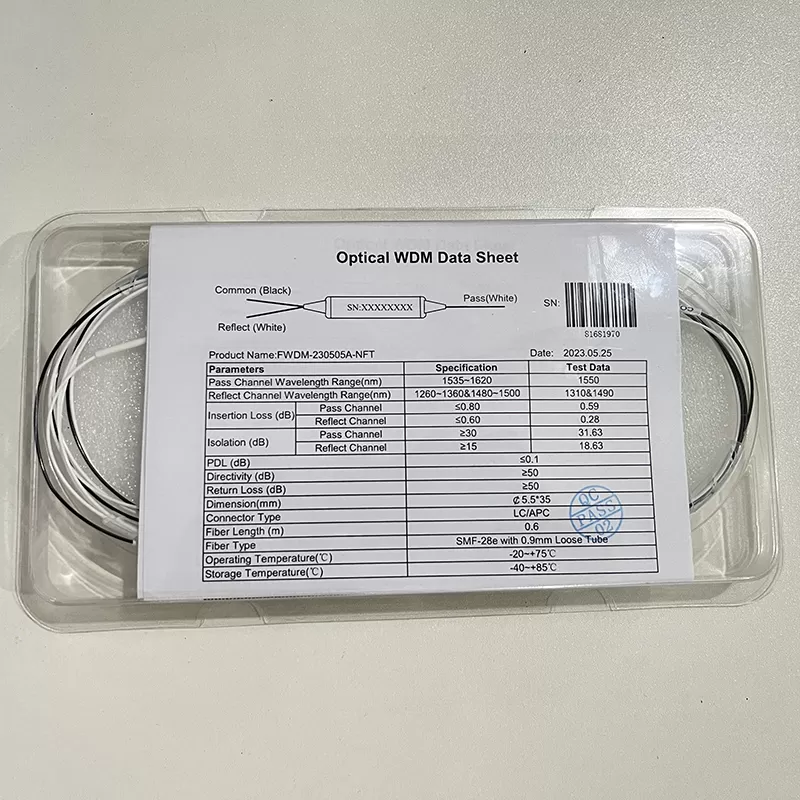 Optical WDM Data Sheet
Common (Black)
SN:XXXXXXXX
Pass(White)
Reflect (White)
SN:
S1681970
Product Name:FWDM-230505A-NFT Date: 2023.05.25
Parameters Specification Test Data
Pass Channel Wavelength Range(nm) 1535~1620 1550
Reflect Channel Wavelength Range(nm) 1260~1360&1480~1500 1310&1490
Insertion Loss (dB) Pass Channel ≤0.80 0.59
Reflect Channel ≤0.60 0.28
Isolation (dB) Pass Channel ≥30 31.63
Reflect Channel ≥15 18.63
PDL (dB) ≤0.1
Directivity (dB) ≥50
Return Loss (dB) ≥50
Dimension(mm) ₡5.5*35
Connector Type LC/APC
Fiber Length (m) 0.6
Fiber Type SMF-28e with 0.9mm Loose Tube
Operating Temperature(℃) -20~+75℃
Storage Temperature(℃) -40~+85℃
QC
PASS
02